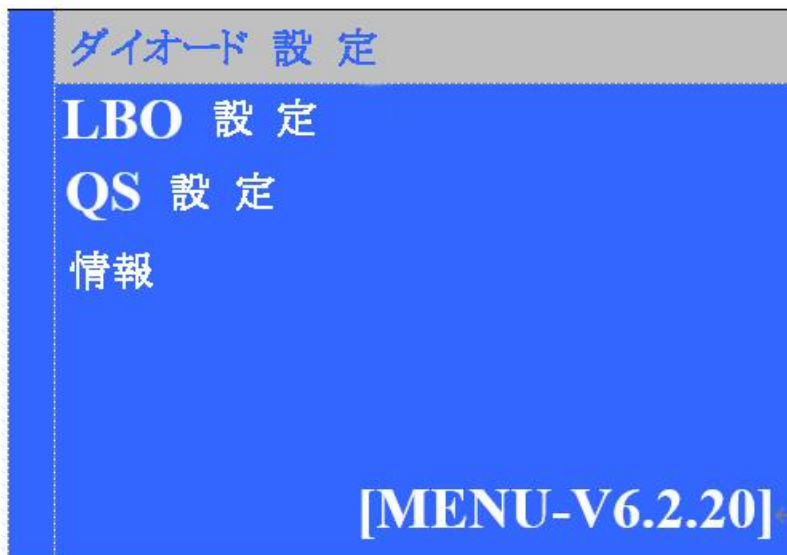 ダイオード 設 定
LBO 設 定
QS 設 定
情報
[MENU-V6.2.20]